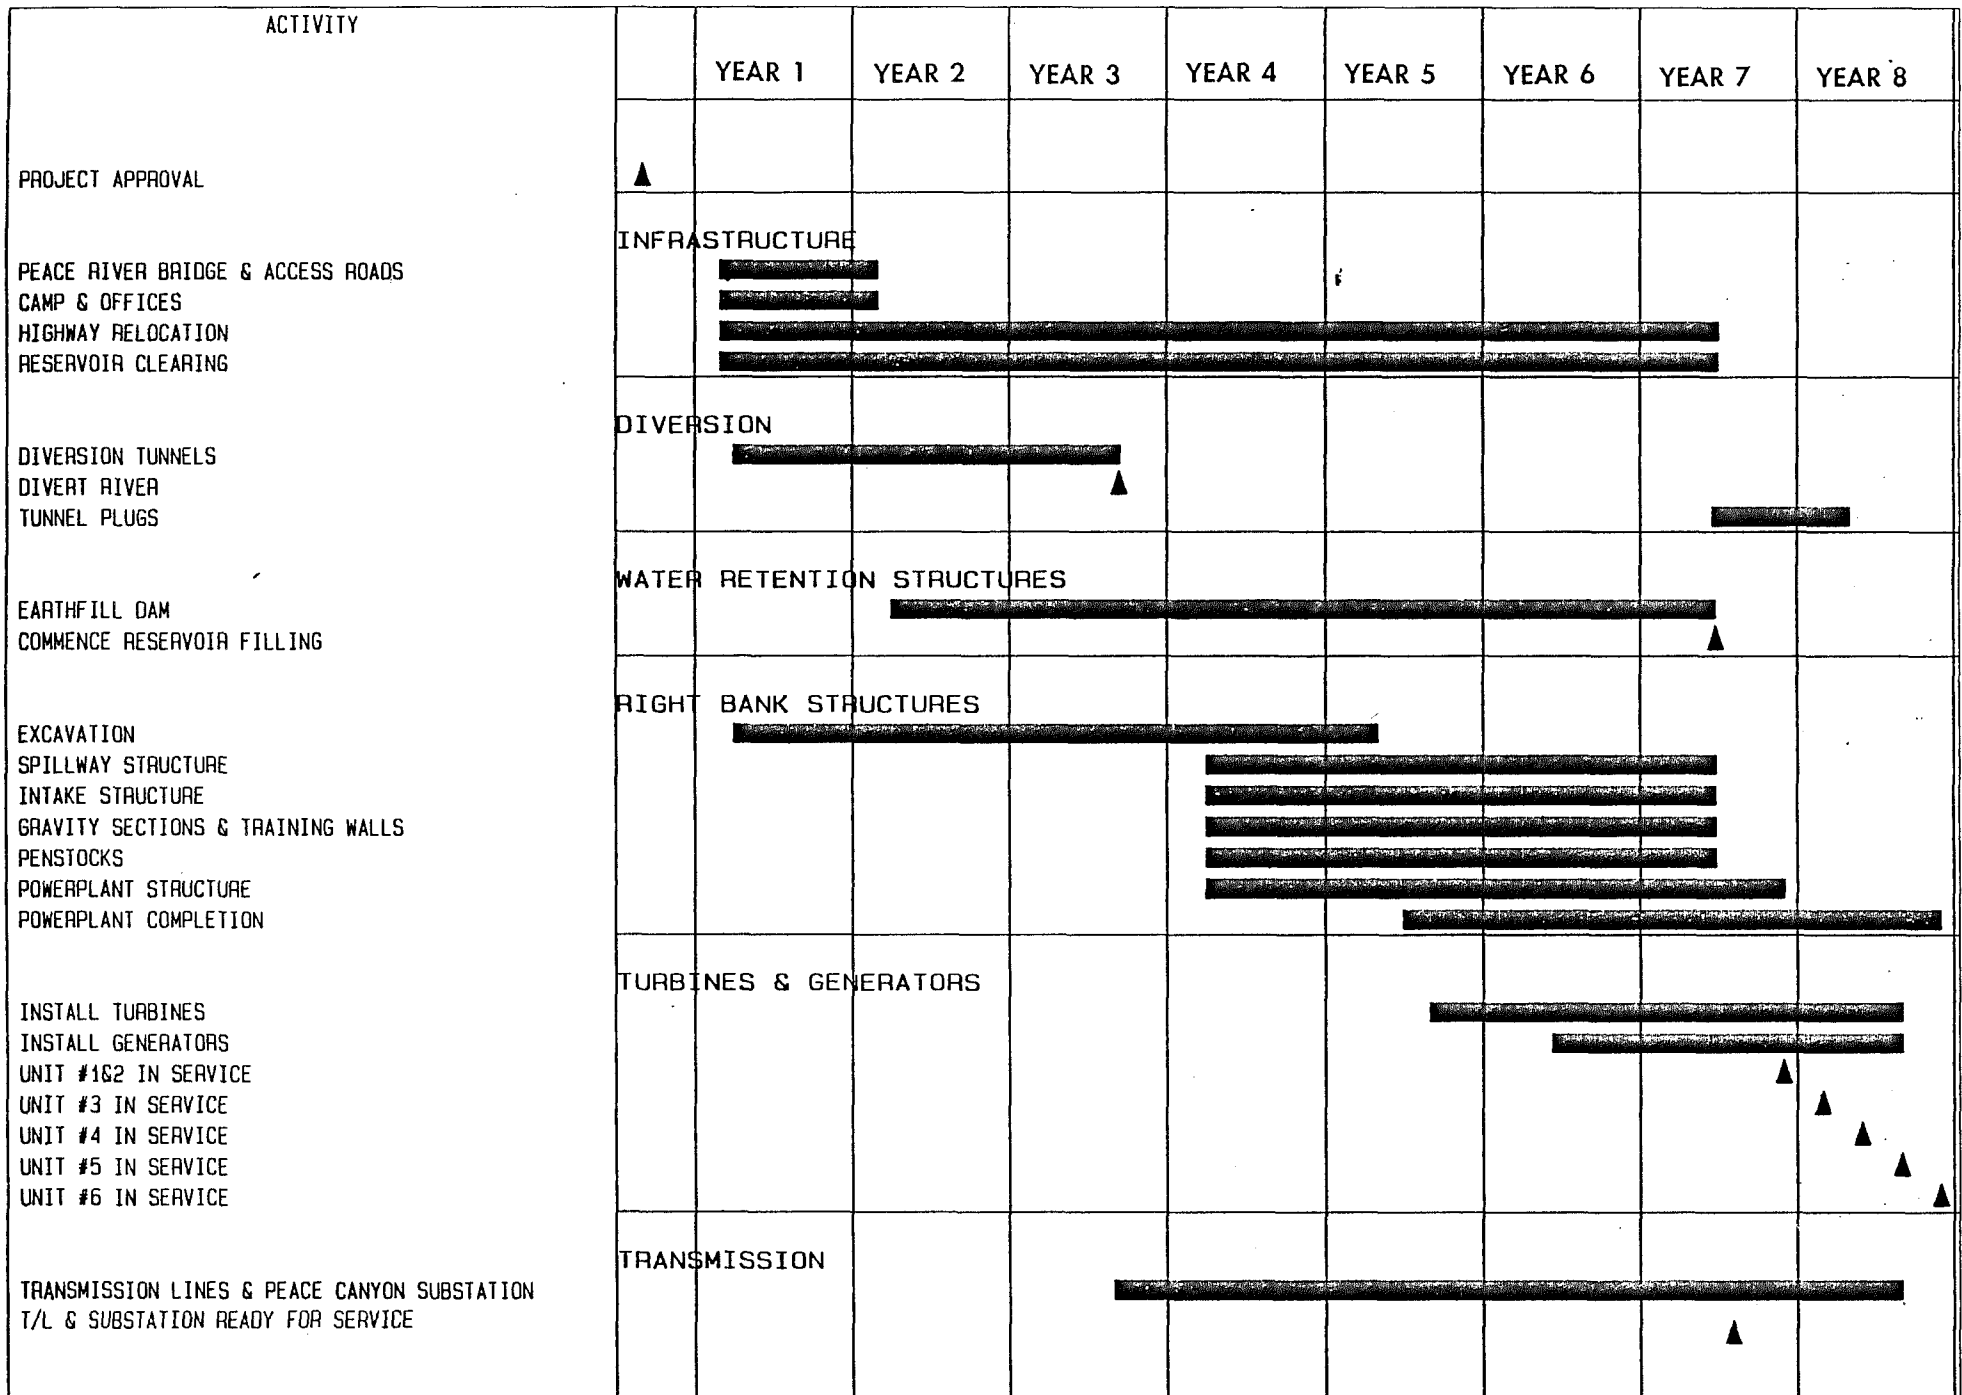 ACTIVITY
YEAR 1 YEAR 2 YEAR 3 YEAR 4 YEAR 5 YEAR 6 YEAR 7 YEAR 8
PROJECT APPROVAL
INFRASTRUCTURE
PEACE RIVER BRIDGE & ACCESS ROADS
CAMP & OFFICES
HIGHWAY RELOCATION
RESERVOIR CLEARING
DIVERSION
DIVERSION TUNNELS
DIVERT RIVER
TUNNEL PLUGS
WATER RETENTION STRUCTURES
EARTHFILL DAM
COMMENCE RESERVOIR FILLING
RIGHT BANK STRUCTURES
EXCAVATION
SPILLWAY STRUCTURE
INTAKE STRUCTURE
GRAVITY SECTIONS & TRAINING WALLS
PENSTOCKS
POWERPLANT STRUCTURE
POWERPLANT COMPLETION
TURBINES & GENERATORS
INSTALL TURBINES
INSTALL GENERATORS
UNIT #1&2 IN SERVICE
UNIT #3 IN SERVICE
UNIT #4 IN SERVICE
UNIT #5 IN SERVICE
UNIT #6 IN SERVICE
TRANSMISSION
TRANSMISSION LINES & PEACE CANYON SUBSTATION
T/L & SUBSTATION READY FOR SERVICE